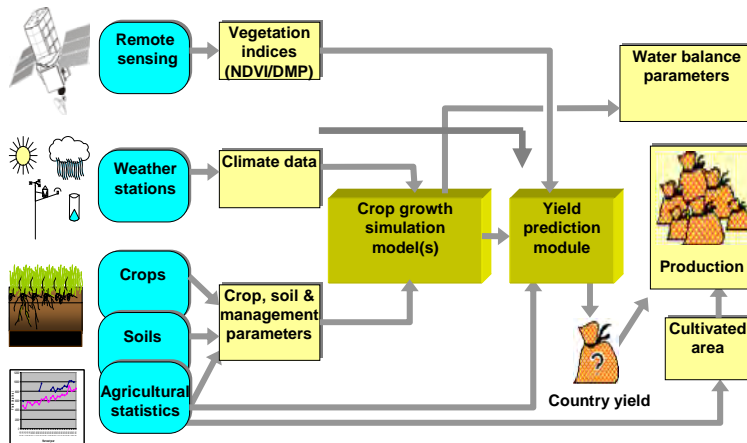 Remote
sensing
Vegetation
indices
(NDVI/DMP)
Water balance
parameters
Weather
stations
Climate data
Crop growth
simulation
model(s)
Yield
prediction
module
Production
Crops
Soils
Agricultural
statistics
Crop, soil &
management
parameters
?
Country yield
Cultivated
area